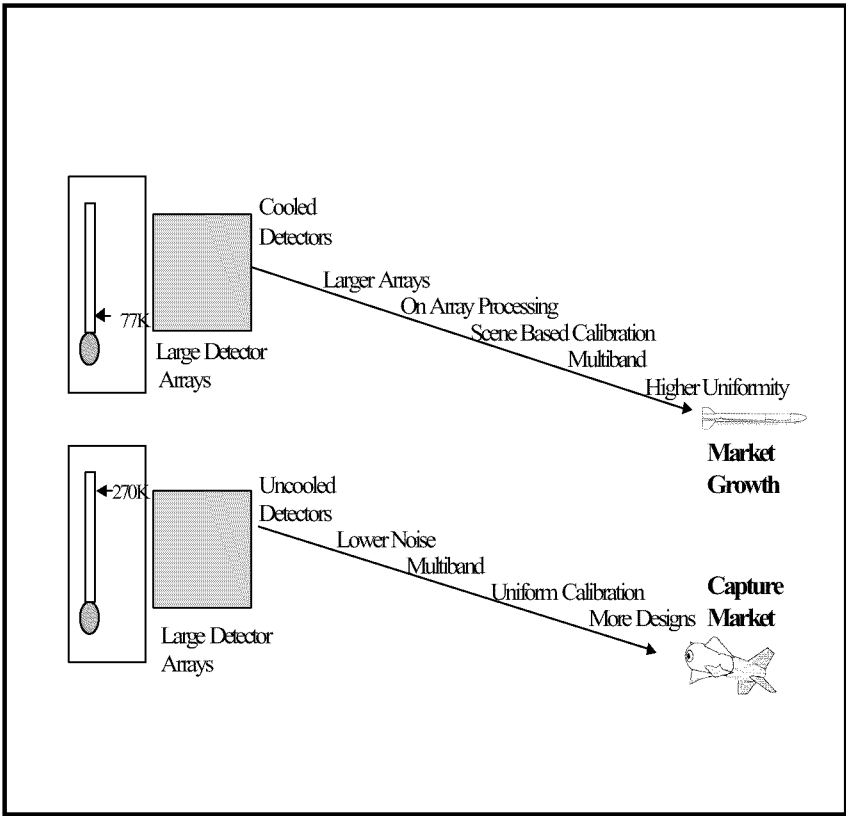 Cooled
Detectors
77K
Large Detector
Arrays
Larger Arrays
On Array Processing
Scene Based Calibration
Multiband
Higher Uniformity
Market
Growth
270K
Uncooled
Detectors
Large Detector
Arrays
Lower Noise
Multiband
Uniform Calibration
More Designs
Capture
Market